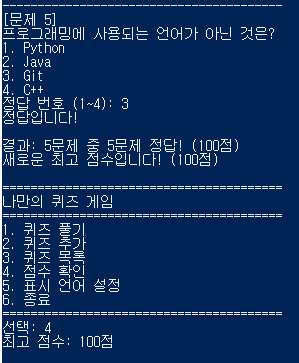 ----------------------------------------
[문제 5]
프로그래밍에 사용되는 언어가 아닌 것은?
1. Python
2. Java
3. Git
4. C++
정답 번호 (1~4): 3
정답입니다!
결과: 5문제 중 5문제 정답! (100점)
새로운 최고 점수입니다! (100점)
========================================
나만의 퀴즈 게임
========================================
1. 퀴즈 풀기
2. 퀴즈 추가
3. 퀴즈 목록
4. 점수 확인
5. 표시 언어 설정
6. 종료
========================================
선택: 4
최고 점수: 100점